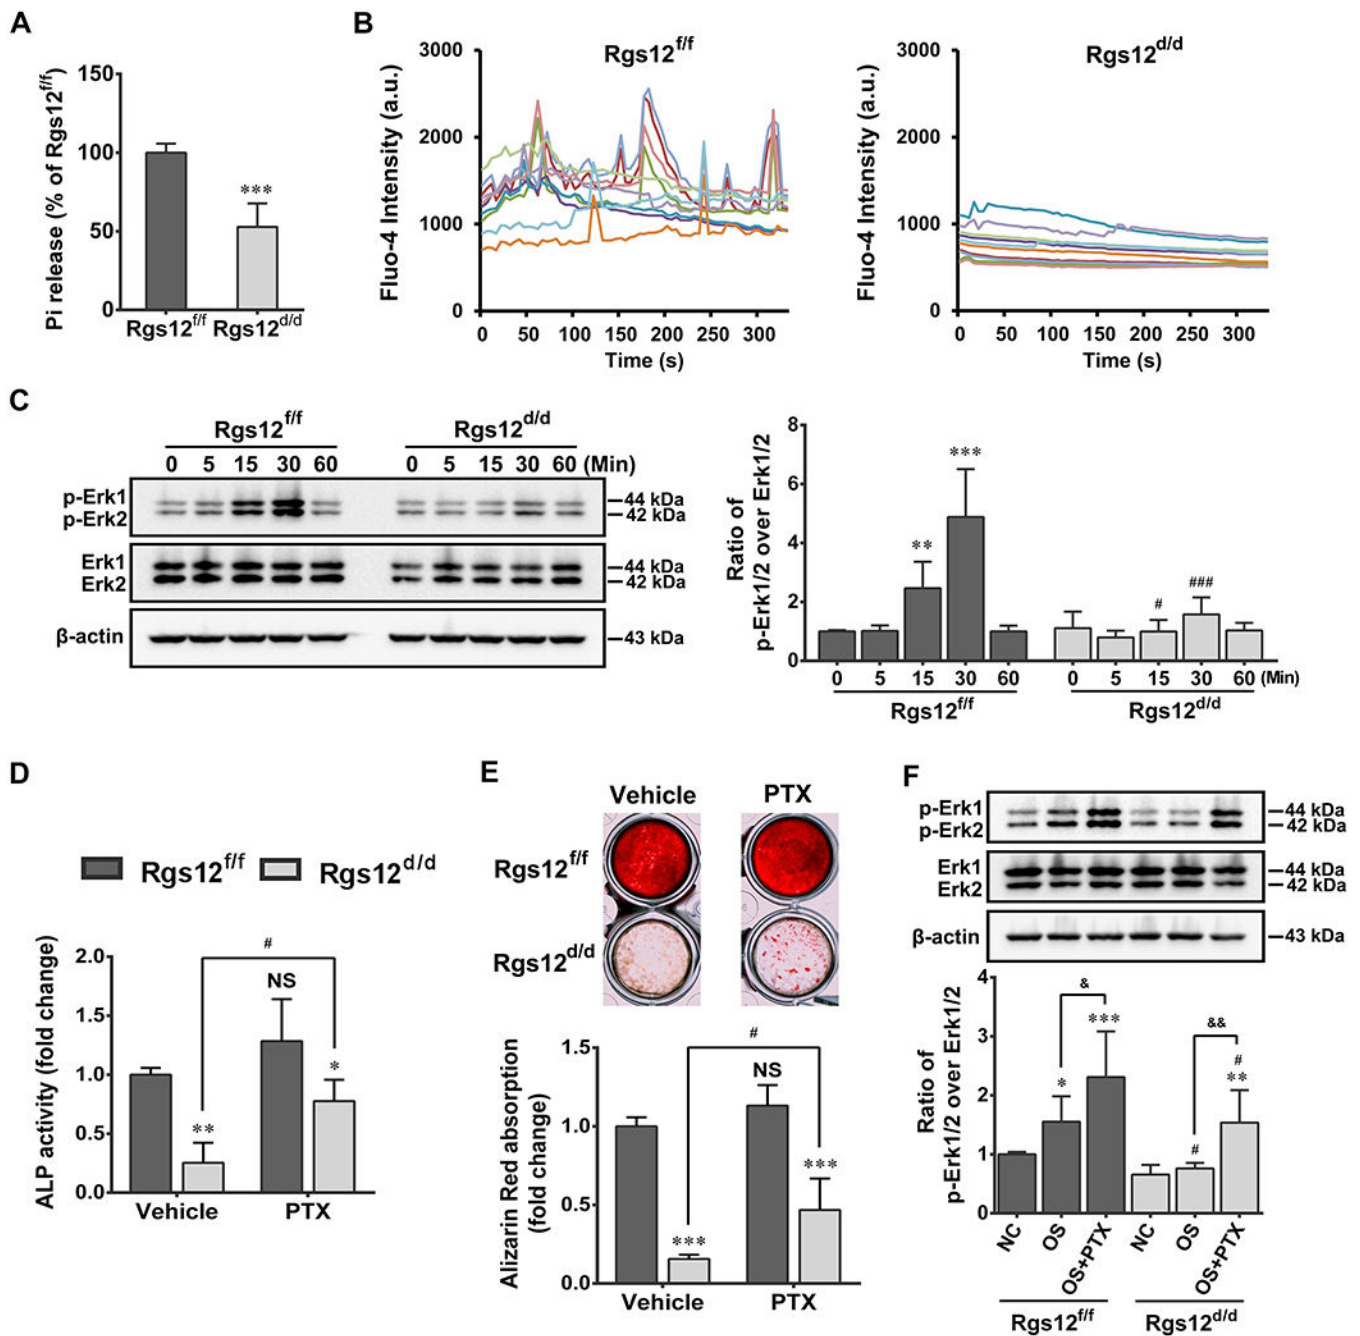 A
Pi release (% of Rgs12f/f)
150
100
50
0
***
Rgs12f/f Rgs12d/d
B
Rgs12f/f
Fluo-4 Intensity (a.u.)
3000
2000
1000
0
0 50 100 150 200 250 300
Time (s)
Rgs12d/d
Fluo-4 Intensity (a.u.)
3000
2000
1000
0
0 50 100 150 200 250 300
Time (s)
C
Rgs12f/f Rgs12d/d
0 5 15 30 60 0 5 15 30 60 (Min)
p-Erk1 44 kDa
p-Erk2 42 kDa
Erk1 44 kDa
Erk2 42 kDa
β-actin 43 kDa
Ratio of
p-Erk1/2 over Erk1/2
8
6
4
2
0
** *** # ###
0 5 15 30 60 0 5 15 30 60 (Min)
Rgs12f/f Rgs12d/d
D
Rgs12f/f Rgs12d/d
ALP activity (fold change)
2.0
1.5
1.0
0.5
0.0
#
NS
*
**
Vehicle PTX
E
Vehicle PTX
Rgs12f/f
Rgs12d/d
Alizarin Red absorption
(fold change)
1.5
1.0
0.5
0.0
#
NS
***
***
Vehicle PTX
F
p-Erk1 44 kDa
p-Erk2 42 kDa
Erk1 44 kDa
Erk2 42 kDa
β-actin 43 kDa
Ratio of
p-Erk1/2 over Erk1/2
4
3
2
1
0
&
***
*
&&
#
**
#
NC OS OS+PTX NC OS OS+PTX
Rgs12f/f Rgs12d/d